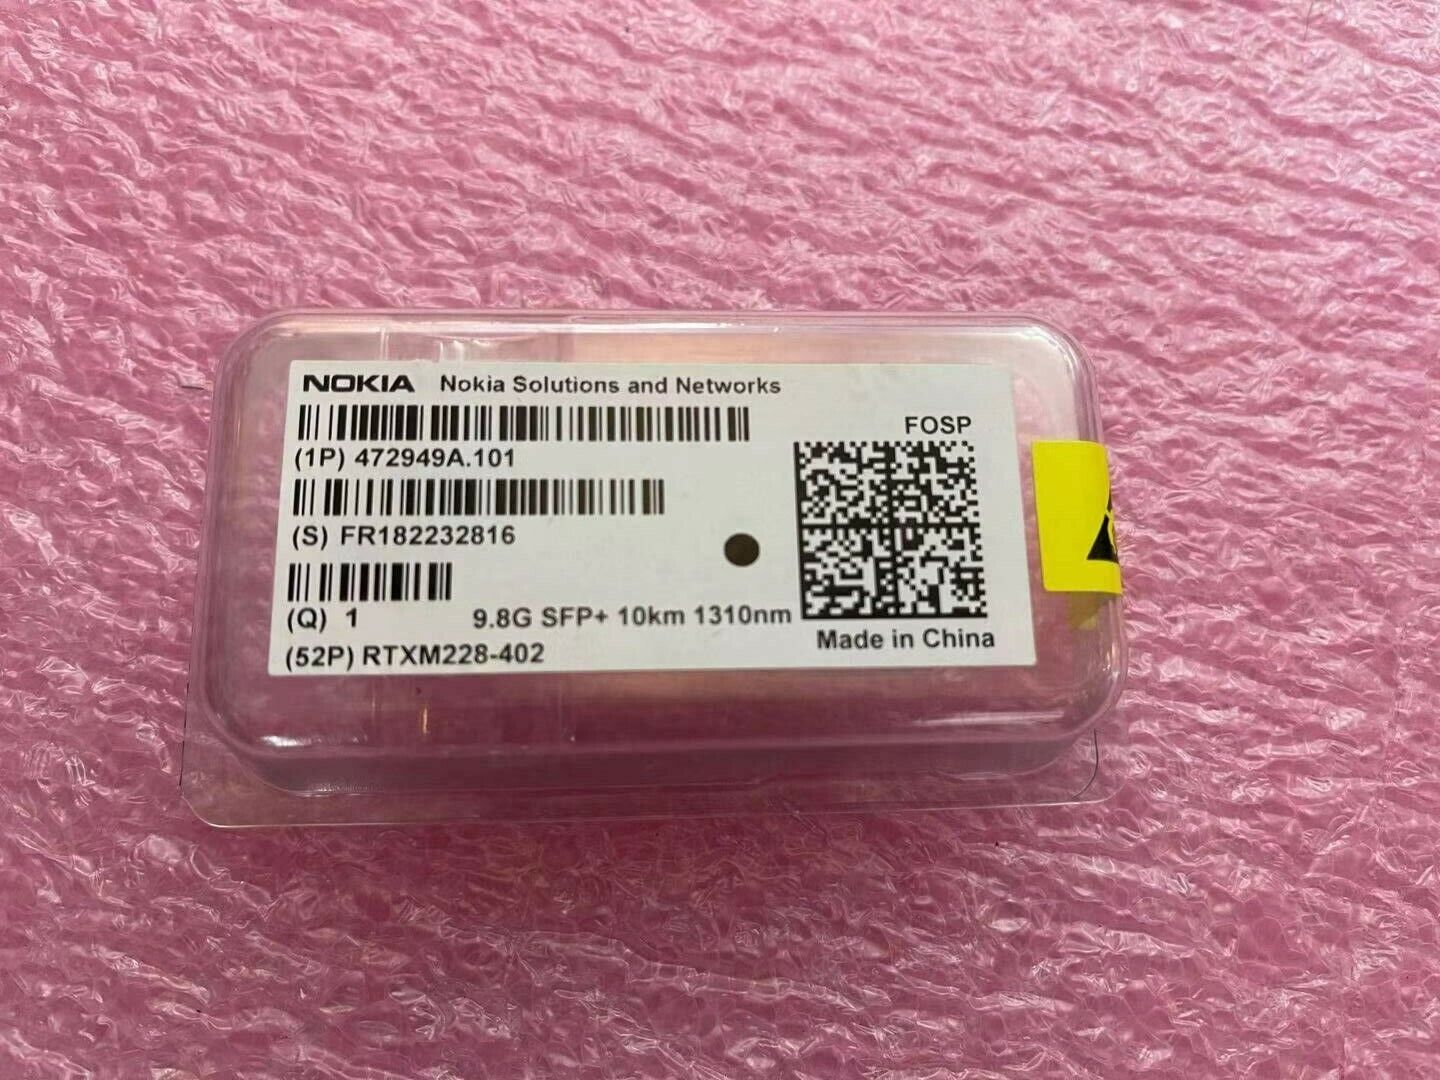 NOKIA Nokia Solutions and Networks
FOSP
(1P) 472949A.101
(S) FR182232816
(Q) 1 9.8G SFP+ 10km 1310nm
Made in China
(52P) RTXM228-402